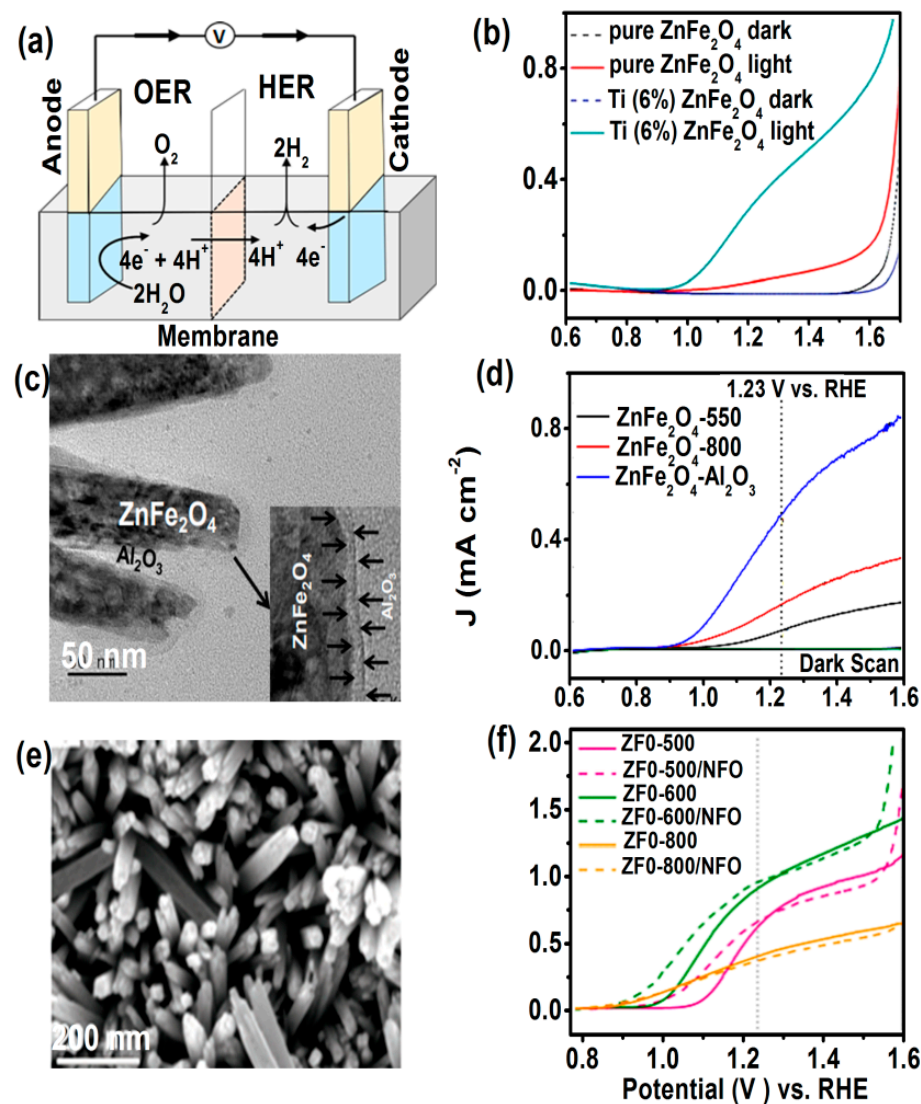 (a)
V
Anode
OER
HER
Cathode
O₂
2H₂
4e⁻ + 4H⁺
4H⁺
4e⁻
2H₂O
Membrane
(b)
pure ZnFe₂O₄ dark
pure ZnFe₂O₄ light
Ti (6%) ZnFe₂O₄ dark
Ti (6%) ZnFe₂O₄ light
0.8
0.4
0.0
0.6 0.8 1.0 1.2 1.4 1.6
(c)
ZnFe₂O₄
Al₂O₃
ZnFe₂O₄
Al₂O₃
50 nm
(d)
1.23 V vs. RHE
ZnFe₂O₄-550
ZnFe₂O₄-800
ZnFe₂O₄-Al₂O₃
0.8
0.4
0.0
Dark Scan
0.6 0.8 1.0 1.2 1.4 1.6
J (mA cm⁻²)
(e)
200 mm
(f)
ZF0-500
ZF0-500/NFO
ZF0-600
ZF0-600/NFO
ZF0-800
ZF0-800/NFO
2.0
1.5
1.0
0.5
0.0
0.8 1.0 1.2 1.4 1.6
Potential (V ) vs. RHE